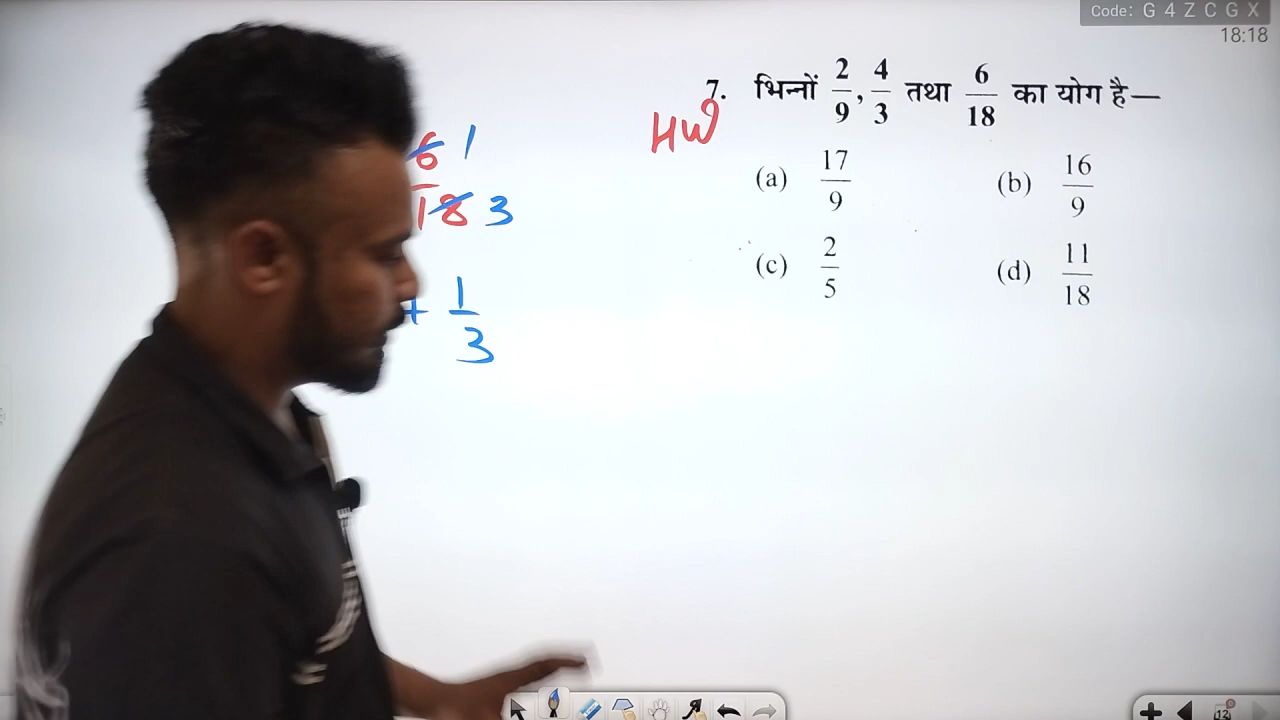 Code: G 4 Z C G X
18:18
7. भिन्नों 2/9, 4/3 तथा 6/18 का योग है—
HW
(a) 17/9 (b) 16/9
(c) 2/5 (d) 11/18
6 1
18 3
+ 1/3